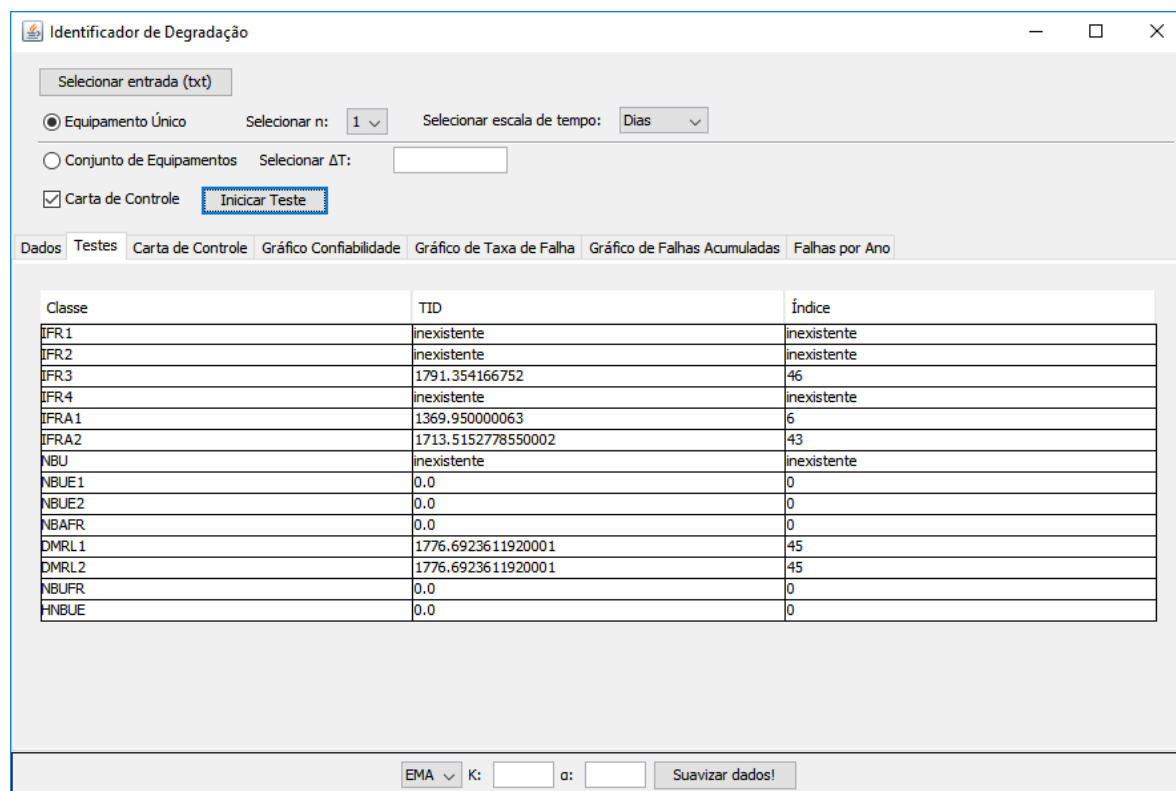 Identificador de Degradação
Selecionar entrada (txt)
Equipamento Único Selecionar n: 1 Selecionar escala de tempo: Dias
Conjunto de Equipamentos Selecionar ΔT:
Carta de Controle Inicicar Teste
Dados Testes Carta de Controle Gráfico Confiabilidade Gráfico de Taxa de Falha Gráfico de Falhas Acumuladas Falhas por Ano
Classe TID Índice
IFR1 inexistente inexistente
IFR2 inexistente inexistente
IFR3 1791.354166752 46
IFR4 inexistente inexistente
IFRA1 1369.950000063 6
IFRA2 1713.5152778550002 43
NBU inexistente inexistente
NBUE1 0.0 0
NBUE2 0.0 0
NBAFR 0.0 0
DMRL1 1776.6923611920001 45
DMRL2 1776.6923611920001 45
NBUFR 0.0 0
HNBUE 0.0 0
EMA K: α: Suavizar dados!